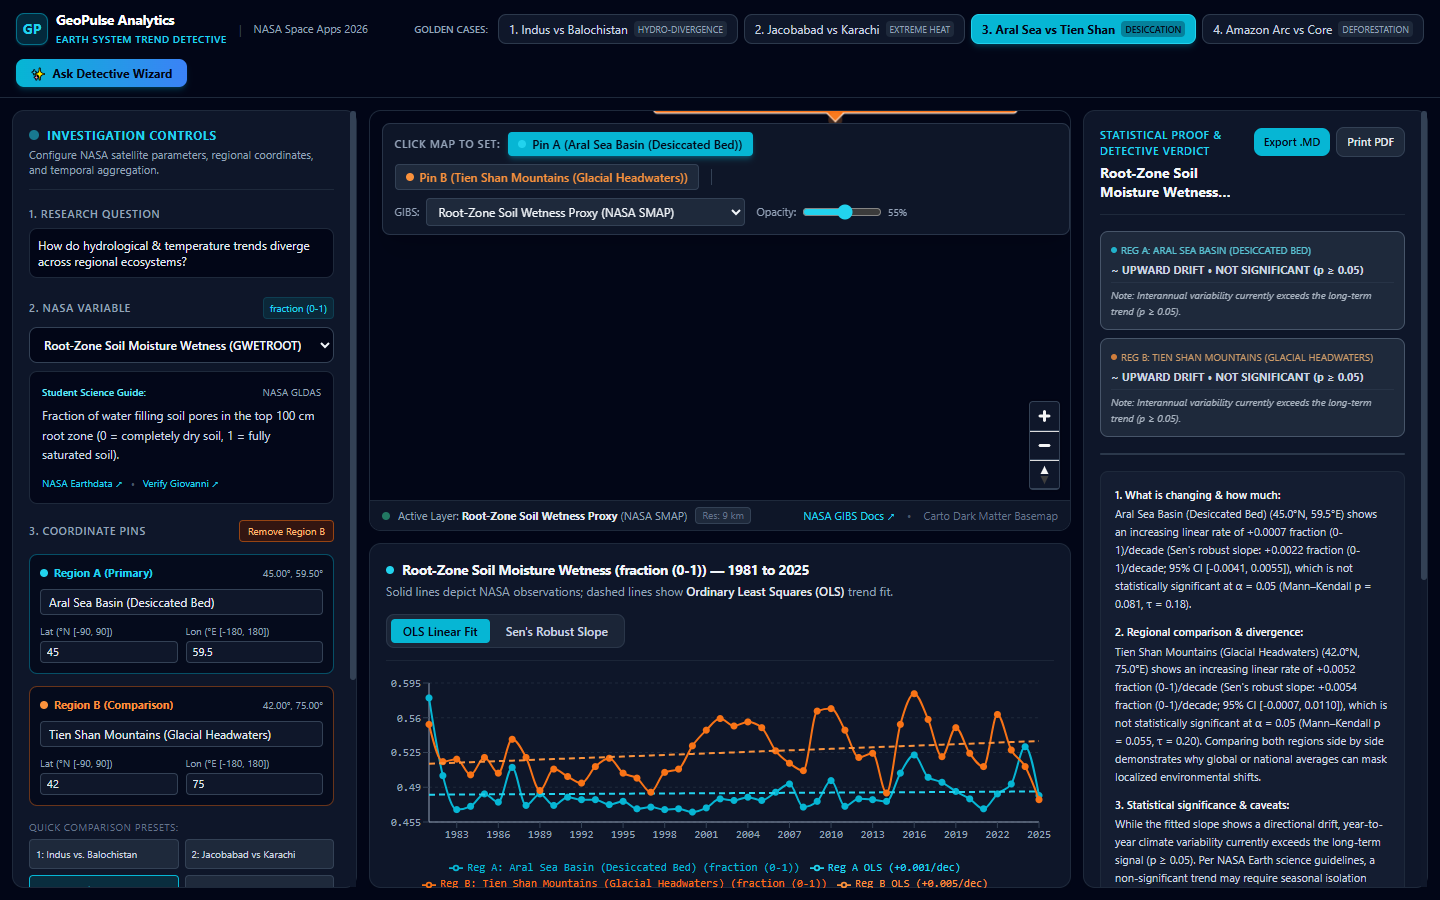 GP
GeoPulse Analytics
EARTH SYSTEM TREND DETECTIVE
NASA Space Apps 2026
GOLDEN CASES:
1. Indus vs Balochistan HYDRO-DIVERGENCE
2. Jacobabad vs Karachi EXTREME HEAT
3. Aral Sea vs Tien Shan DESICCATION
4. Amazon Arc vs Core DEFORESTATION
✨ Ask Detective Wizard
INVESTIGATION CONTROLS
Configure NASA satellite parameters, regional coordinates,
and temporal aggregation.
1. RESEARCH QUESTION
How do hydrological & temperature trends diverge
across regional ecosystems?
2. NASA VARIABLE
fraction (0-1)
Root-Zone Soil Moisture Wetness (GWETROOT)
Student Science Guide:
NASA GLDAS
Fraction of water filling soil pores in the top 100 cm
root zone (0 = completely dry soil, 1 = fully
saturated soil).
NASA Earthdata ↗ • Verify Giovanni ↗
3. COORDINATE PINS
Remove Region B
Region A (Primary)
45.00°, 59.50°
Aral Sea Basin (Desiccated Bed)
Lat (°N [-90, 90])
Lon (°E [-180, 180])
45
59.5
Region B (Comparison)
42.00°, 75.00°
Tien Shan Mountains (Glacial Headwaters)
Lat (°N [-90, 90])
Lon (°E [-180, 180])
42
75
QUICK COMPARISON PRESETS:
1: Indus vs. Balochistan
2: Jacobabad vs Karachi
CLICK MAP TO SET:
Pin A (Aral Sea Basin (Desiccated Bed))
Pin B (Tien Shan Mountains (Glacial Headwaters))
GIBS:
Root-Zone Soil Wetness Proxy (NASA SMAP)
Opacity:
55%
+
−
Active Layer: Root-Zone Soil Wetness Proxy (NASA SMAP)
Res: 9 km
NASA GIBS Docs ↗ • Carto Dark Matter Basemap
Root-Zone Soil Moisture Wetness (fraction (0-1)) — 1981 to 2025
Solid lines depict NASA observations; dashed lines show Ordinary Least Squares (OLS) trend fit.
OLS Linear Fit
Sen's Robust Slope
0.595
0.56
0.525
0.49
0.455
1983 1986 1989 1992 1995 1998 2001 2004 2007 2010 2013 2016 2019 2022 2025
Reg A: Aral Sea Basin (Desiccated Bed) (fraction (0-1))
Reg A OLS (+0.001/dec)
Reg B: Tien Shan Mountains (Glacial Headwaters) (fraction (0-1))
Reg B OLS (+0.005/dec)
STATISTICAL PROOF &
DETECTIVE VERDICT
Export .MD
Print PDF
Root-Zone Soil
Moisture Wetness...
REG A: ARAL SEA BASIN (DESICCATED BED)
~ UPWARD DRIFT • NOT SIGNIFICANT (p ≥ 0.05)
Note: Interannual variability currently exceeds the long-term
trend (p ≥ 0.05).
REG B: TIEN SHAN MOUNTAINS (GLACIAL HEADWATERS)
~ UPWARD DRIFT • NOT SIGNIFICANT (p ≥ 0.05)
Note: Interannual variability currently exceeds the long-term
trend (p ≥ 0.05).
1. What is changing & how much:
Aral Sea Basin (Desiccated Bed) (45.0°N, 59.5°E) shows
an increasing linear rate of +0.0007 fraction (0-
1)/decade (Sen's robust slope: +0.0022 fraction (0-
1)/decade; 95% CI [-0.0041, 0.0055]), which is not
statistically significant at α = 0.05 (Mann–Kendall p =
0.081, τ = 0.18).
2. Regional comparison & divergence:
Tien Shan Mountains (Glacial Headwaters) (42.0°N,
75.0°E) shows an increasing linear rate of +0.0052
fraction (0-1)/decade (Sen's robust slope: +0.0054
fraction (0-1)/decade; 95% CI [-0.0007, 0.0110]), which is
not statistically significant at α = 0.05 (Mann–Kendall p
= 0.055, τ = 0.20). Comparing both regions side by side
demonstrates why global or national averages can mask
localized environmental shifts.
3. Statistical significance & caveats:
While the fitted slope shows a directional drift, year-to-
year climate variability currently exceeds the long-term
signal (p ≥ 0.05). Per NASA Earth science guidelines, a
non-significant trend may require seasonal isolation